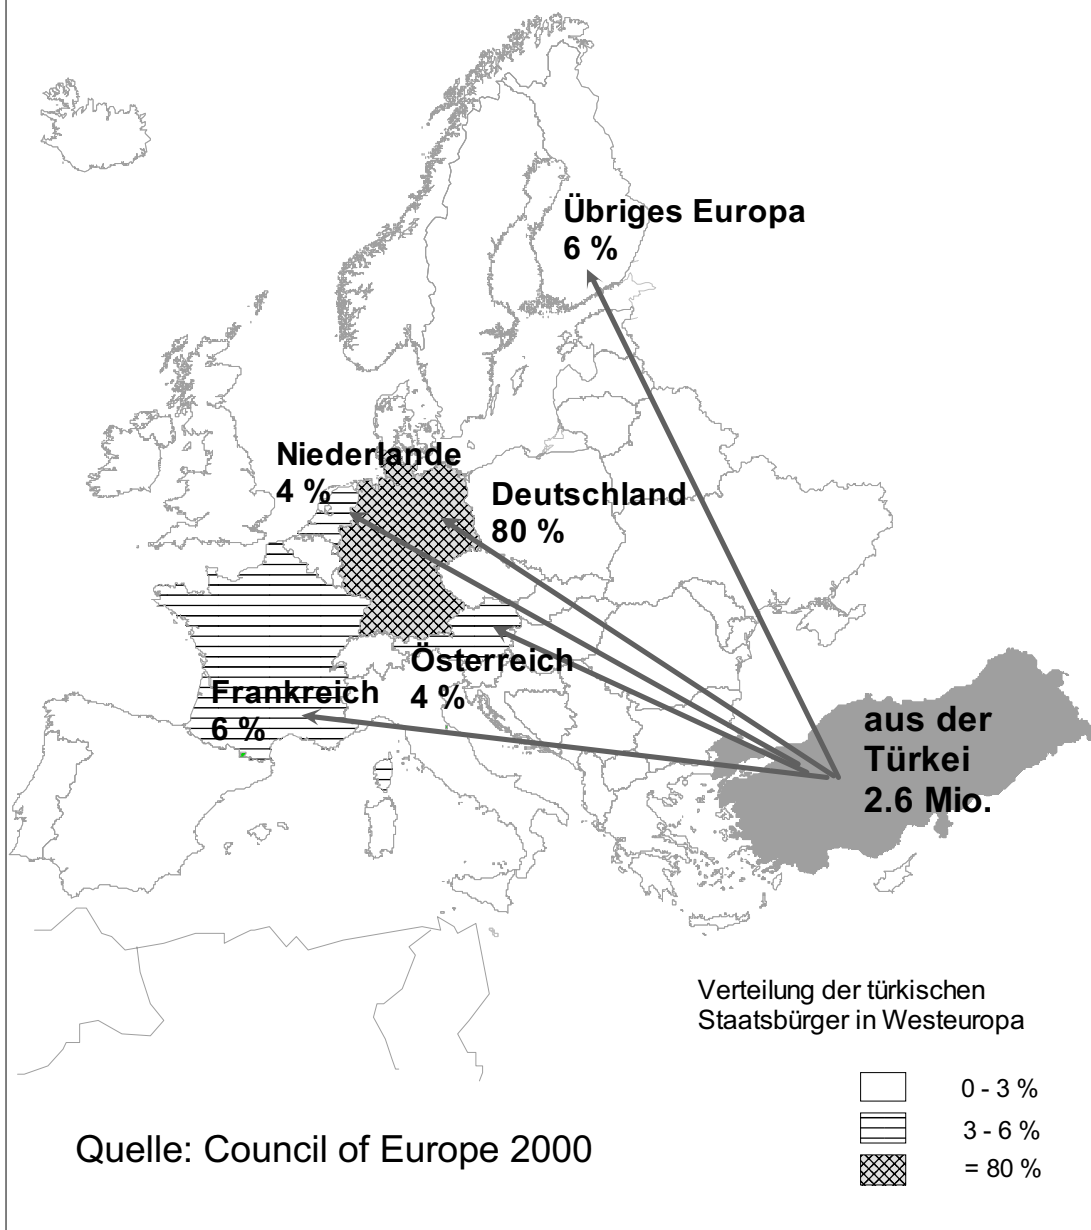 Übriges Europa
6 %
Niederlande
4 %
Deutschland
80 %
Österreich
4 %
Frankreich
6 %
aus der
Türkei
2.6 Mio.
Verteilung der türkischen
Staatsbürger in Westeuropa
0 - 3 %
3 - 6 %
= 80 %
Quelle: Council of Europe 2000